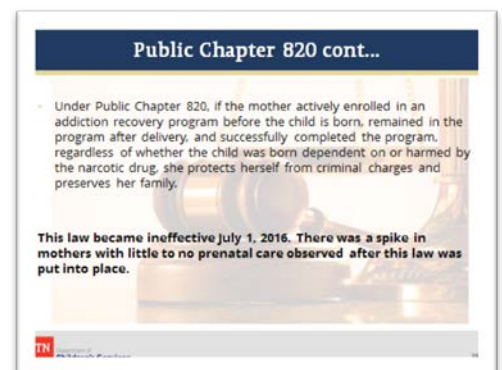 Public Chapter 820 cont...
Under Public Chapter 820, if the mother actively enrolled in an
addiction recovery program before the child is born, remained in the
program after delivery, and successfully completed the program,
regardless of whether the child was born dependent on or harmed by
the narcotic drug, she protects herself from criminal charges and
preserves her family.
This law became ineffective July 1, 2016. There was a spike in
mothers with little to no prenatal care observed after this law was
put into place.
TN
Department of
Children's Services